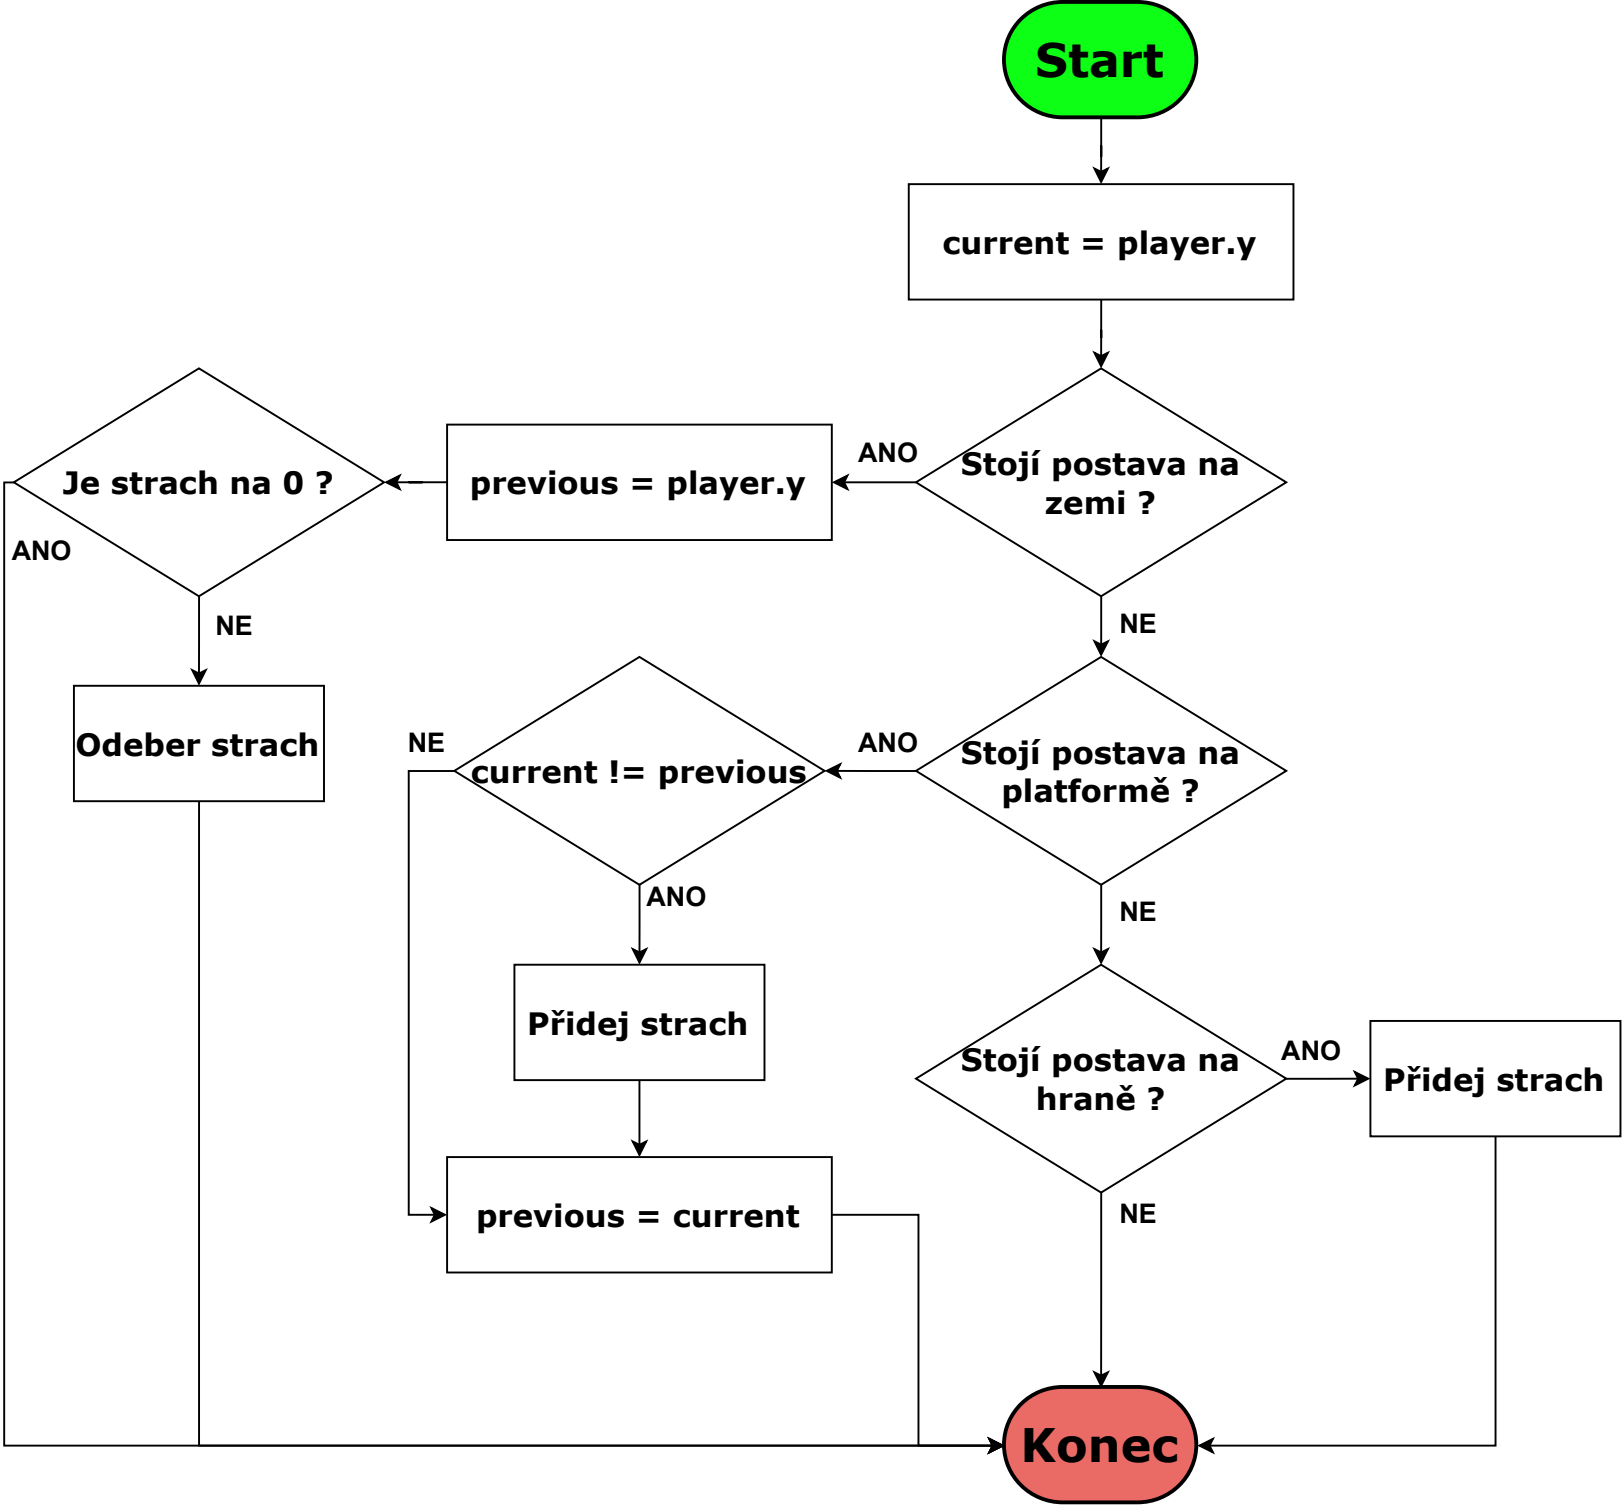 Start
current = player.y
Stojí postava na
zemi ?
ANO
previous = player.y
Je strach na 0 ?
ANO
NE
Odeber strach
NE
Stojí postava na
platformě ?
ANO
current != previous
NE
ANO
Přidej strach
previous = current
NE
Stojí postava na
hraně ?
ANO
Přidej strach
NE
Konec